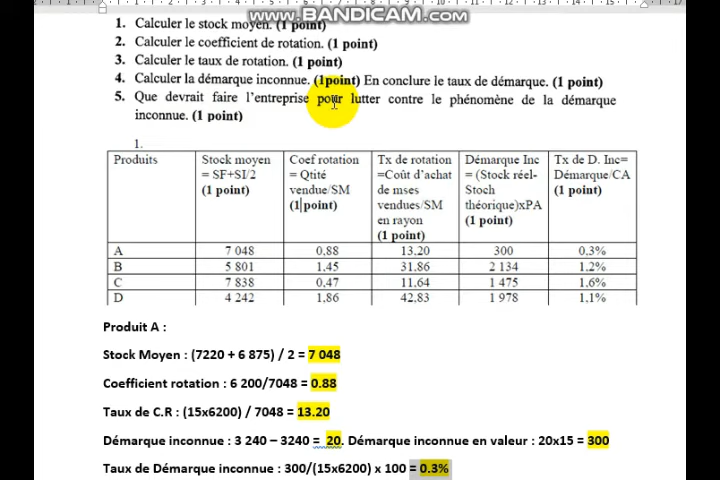 WWW.BANDICAM.COM
1. Calculer le stock moyen. (1 point)
2. Calculer le coefficient de rotation. (1 point)
3. Calculer le taux de rotation. (1 point)
4. Calculer la démarque inconnue. (1point) En conclure le taux de démarque. (1 point)
5. Que devrait faire l'entreprise pour lutter contre le phénomène de la démarque
inconnue. (1 point)
1.
Produits | Stock moyen = SF+SI/2 (1 point) | Coef rotation = Qtité vendue/SM (1 point) | Tx de rotation =Coût d'achat de mses vendues/SM en rayon (1 point) | Démarque Inc = (Stock réel- Stoch théorique)xPA (1 point) | Tx de D. Inc= Démarque/CA (1 point)
A | 7 048 | 0,88 | 13,20 | 300 | 0,3%
B | 5 801 | 1,45 | 31,86 | 2 134 | 1,2%
C | 7 838 | 0,47 | 11,64 | 1 475 | 1,6%
D | 4 242 | 1,86 | 42,83 | 1 978 | 1,1%
Produit A :
Stock Moyen : (7220 + 6 875) / 2 = 7 048
Coefficient rotation : 6 200/7048 = 0.88
Taux de C.R : (15x6200) / 7048 = 13.20
Démarque inconnue : 3 240 – 3240 = 20. Démarque inconnue en valeur : 20x15 = 300
Taux de Démarque inconnue : 300/(15x6200) x 100 = 0.3%